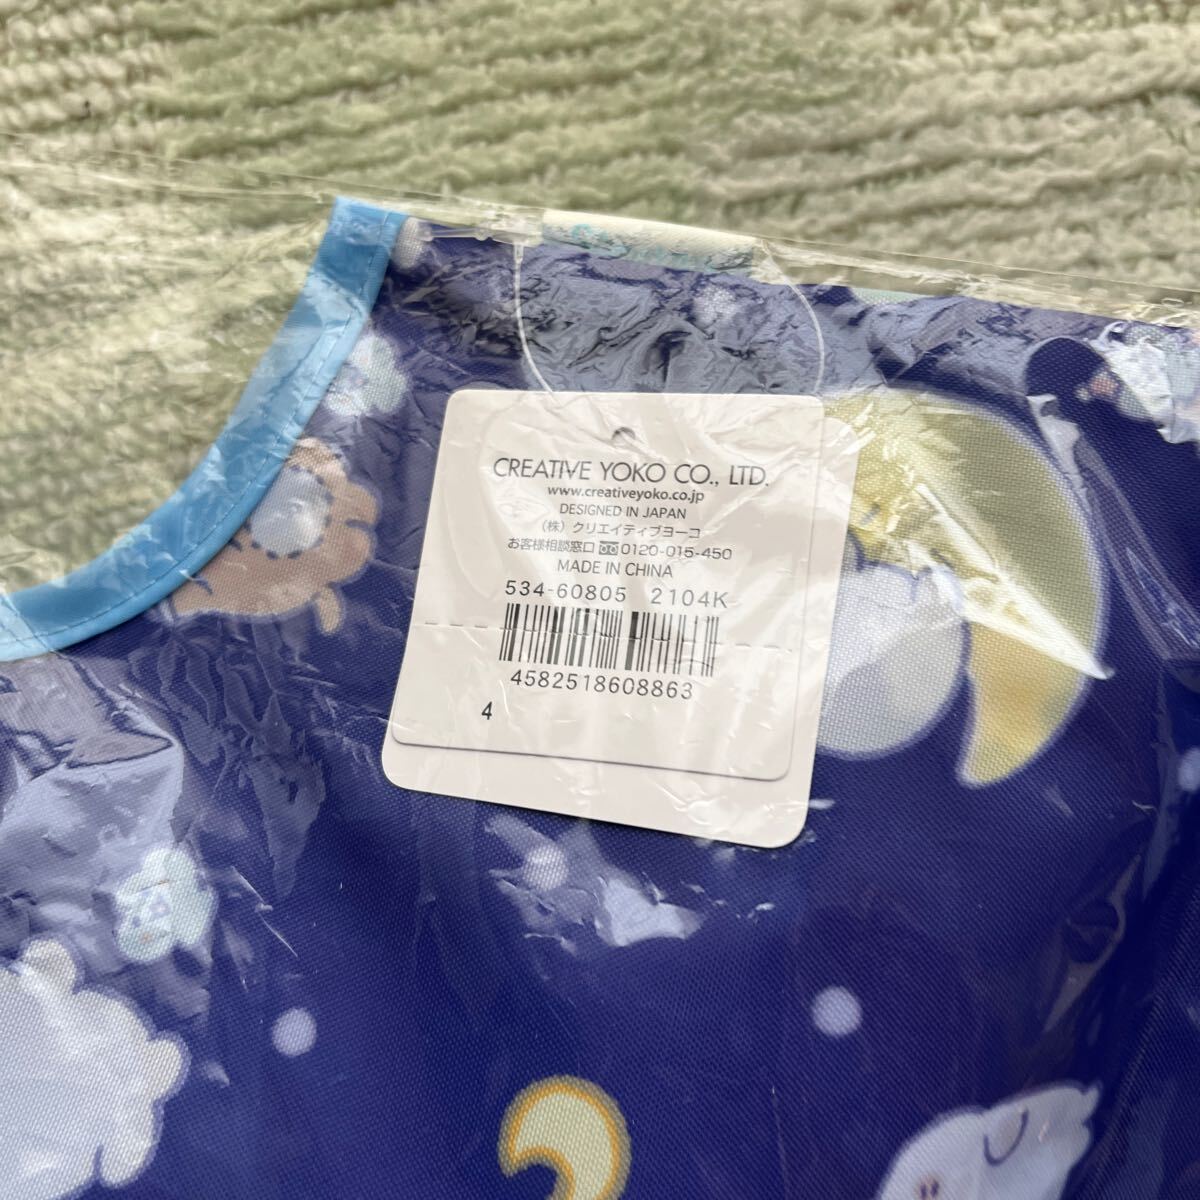 CREATIVE YOKO CO., LTD.
www.creativeyoko.co.jp
DESIGNED IN JAPAN
(株) クリエイティブヨーコ
お客様相談窓口 0120-015-450
MADE IN CHINA
534-60805 2104K
4582518608863
4